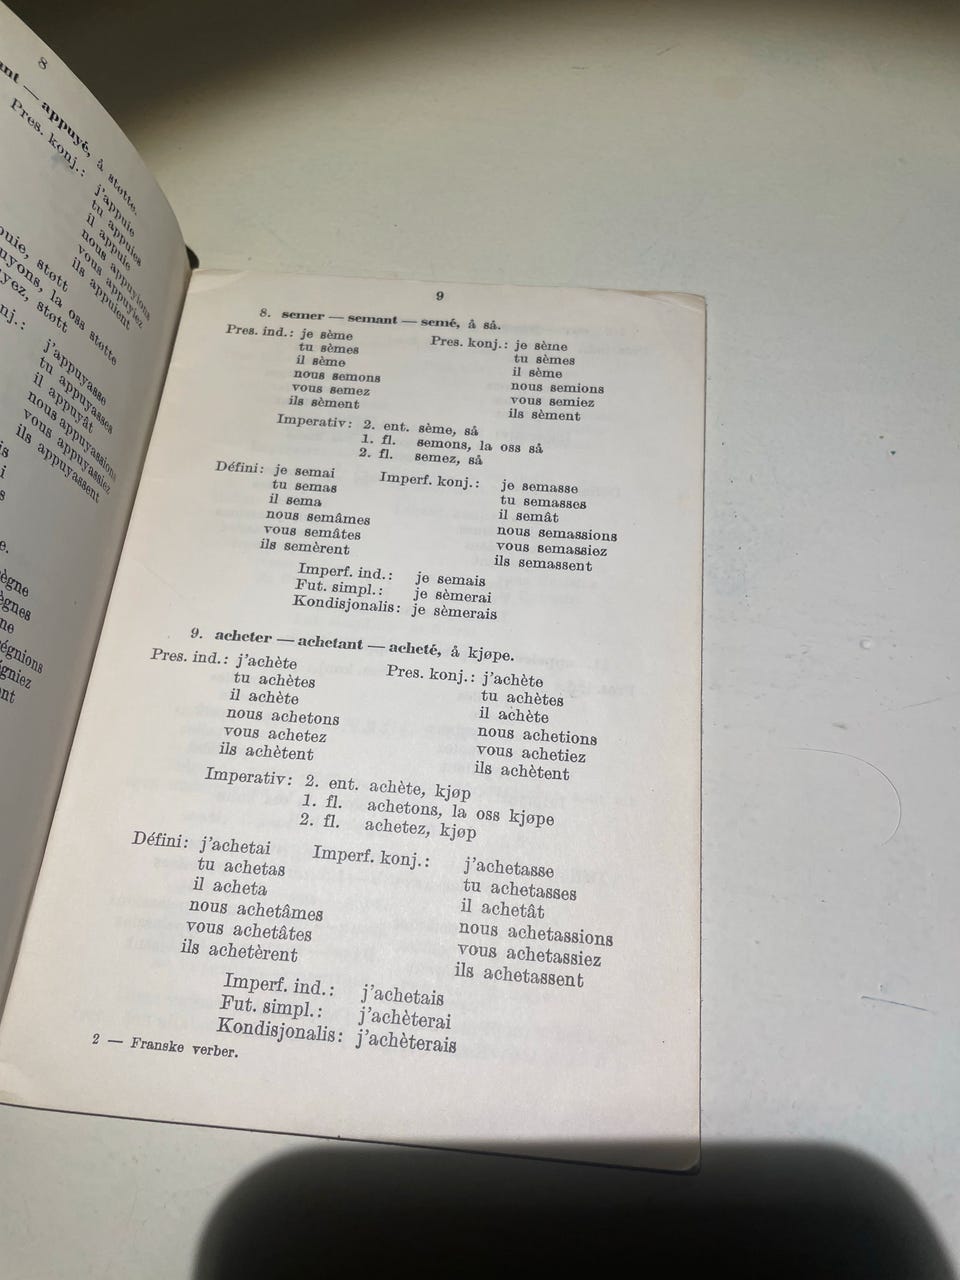 8
ant — appuyé, å støtte.
Pres. konj.: j'appuie
tu appuies
il appuie
nous appuyions
vous appuyiez
ils appuient
støtt
la oss støtte
støtt
j'appuyasse
tu appuyasses
il appuyât
nous appuyassions
vous appuyassiez
ils appuyassent
9
8. semer — semant — semé, å så.
Pres. ind.: je sème
tu sèmes
il sème
nous semons
vous semez
ils sèment
Pres. konj.: je sème
tu sèmes
il sème
nous semions
vous semiez
ils sèment
Imperativ: 2. ent. sème, så
1. fl. semons, la oss så
2. fl. semez, så
Défini: je semai
tu semas
il sema
nous semâmes
vous semâtes
ils semèrent
Imperf. konj.: je semasse
tu semasses
il semât
nous semassions
vous semassiez
ils semassent
Imperf. ind.: je semais
Fut. simpl.: je sèmerai
Kondisjonalis: je sèmerais
9. acheter — achetant — acheté, å kjøpe.
Pres. ind.: j'achète
tu achètes
il achète
nous achetons
vous achetez
ils achètent
Pres. konj.: j'achète
tu achètes
il achète
nous achetions
vous achetiez
ils achètent
Imperativ: 2. ent. achète, kjøp
1. fl. achetons, la oss kjøpe
2. fl. achetez, kjøp
Défini: j'achetai
tu achetas
il acheta
nous achetâmes
vous achetâtes
ils achetèrent
Imperf. konj.: j'achetasse
tu achetasses
il achetât
nous achetassions
vous achetassiez
ils achetassent
Imperf. ind.: j'achetais
Fut. simpl.: j'achèterai
Kondisjonalis: j'achèterais
2 — Franske verber.